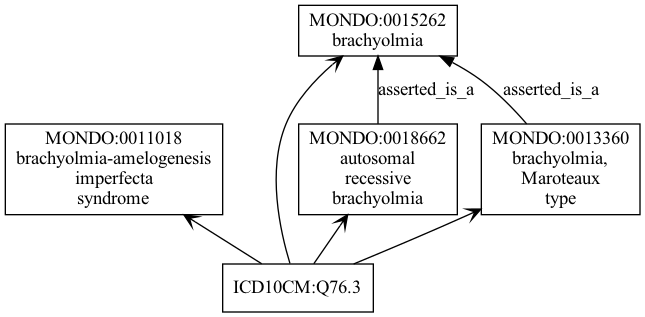 MONDO:0015262
brachyolmia
asserted_is_a
asserted_is_a
MONDO:0011018
brachyolmia-amelogenesis
imperfecta
syndrome
MONDO:0018662
autosomal
recessive
brachyolmia
MONDO:0013360
brachyolmia,
Maroteaux
type
ICD10CM:Q76.3